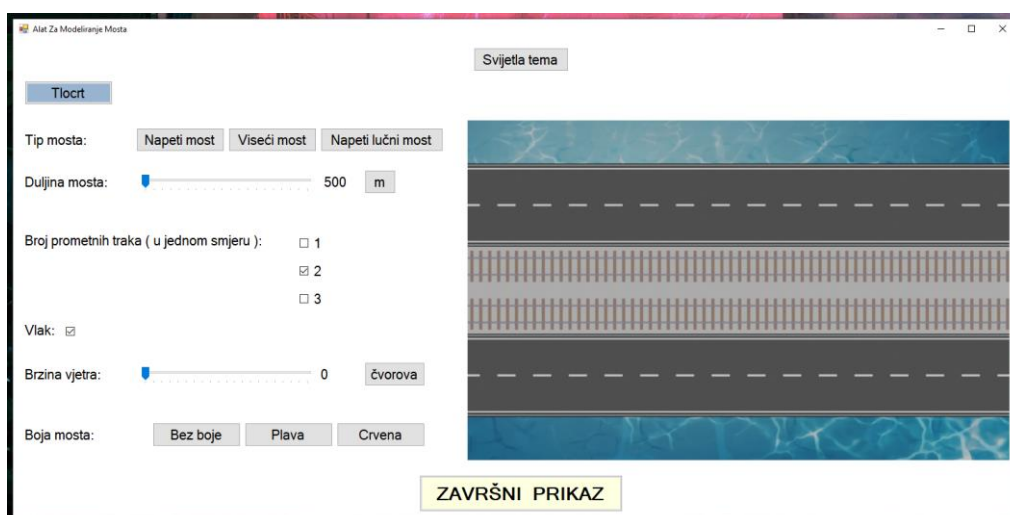 Alat Za Modeliranje Mosta
Svijetla tema
Tlocrt
Tip mosta: Napeti most Viseći most Napeti lučni most
Duljina mosta: 500 m
Broj prometnih traka ( u jednom smjeru ): 1
2
3
Vlak:
Brzina vjetra: 0 čvorova
Boja mosta: Bez boje Plava Crvena
ZAVRŠNI PRIKAZ